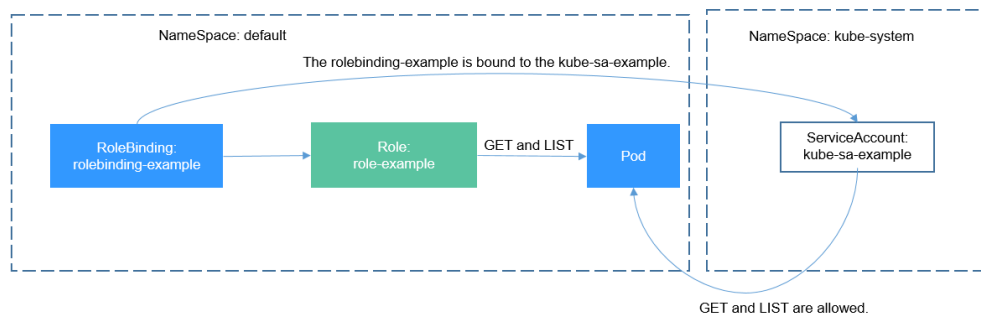 NameSpace: default
NameSpace: kube-system
The rolebinding-example is bound to the kube-sa-example.
RoleBinding:
rolebinding-example
Role:
role-example
GET and LIST
Pod
ServiceAccount:
kube-sa-example
GET and LIST are allowed.